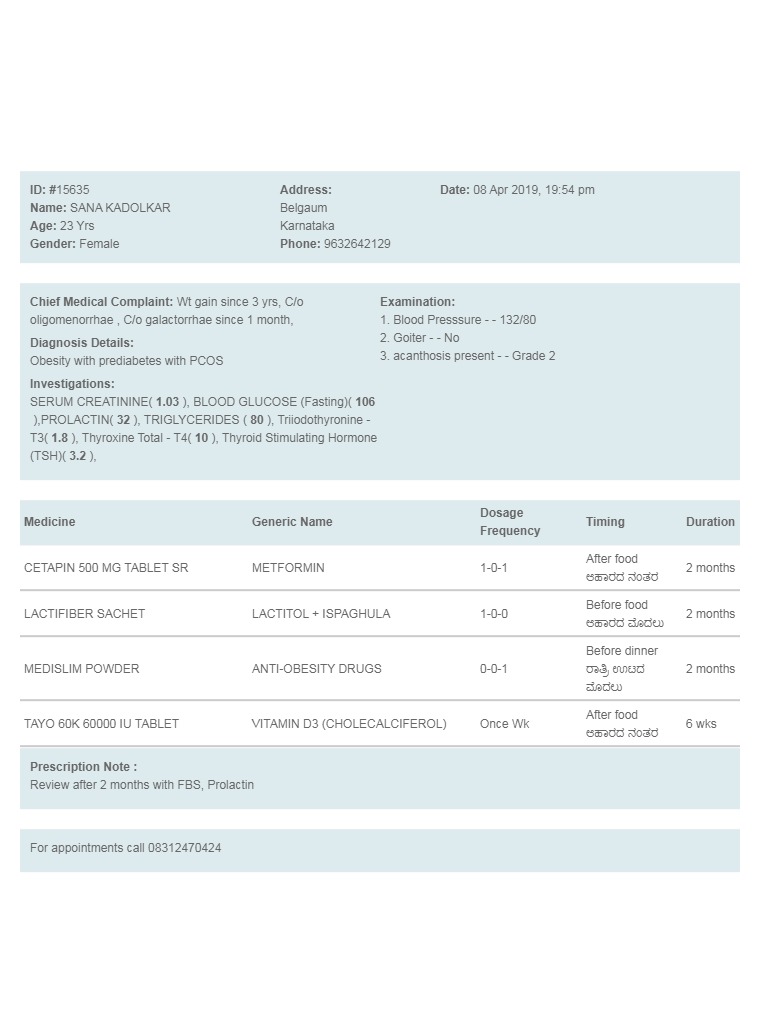 ID: #15635
Name: SANA KADOLKAR
Age: 23 Yrs
Gender: Female
Address:
Belgaum
Karnataka
Phone: 9632642129
Date: 08 Apr 2019, 19:54 pm
Chief Medical Complaint: Wt gain since 3 yrs, C/o
oligomenorrhae , C/o galactorrhae since 1 month,
Diagnosis Details:
Obesity with prediabetes with PCOS
Investigations:
SERUM CREATININE( 1.03 ), BLOOD GLUCOSE (Fasting)( 106
),PROLACTIN( 32 ), TRIGLYCERIDES ( 80 ), Triiodothyronine -
T3( 1.8 ), Thyroxine Total - T4( 10 ), Thyroid Stimulating Hormone
(TSH)( 3.2 ),
Examination:
1. Blood Presssure - - 132/80
2. Goiter - - No
3. acanthosis present - - Grade 2
Medicine Generic Name Dosage Frequency Timing Duration
CETAPIN 500 MG TABLET SR METFORMIN 1-0-1 After food 2 months
ಆಹಾರದ ನಂತರ
LACTIFIBER SACHET LACTITOL + ISPAGHULA 1-0-0 Before food 2 months
ಆಹಾರದ ಮೊದಲು
MEDISLIM POWDER ANTI-OBESITY DRUGS 0-0-1 Before dinner 2 months
ರಾತ್ರಿ ಊಟದ
ಮೊದಲು
TAYO 60K 60000 IU TABLET VITAMIN D3 (CHOLECALCIFEROL) Once Wk After food 6 wks
ಆಹಾರದ ನಂತರ
Prescription Note :
Review after 2 months with FBS, Prolactin
For appointments call 08312470424